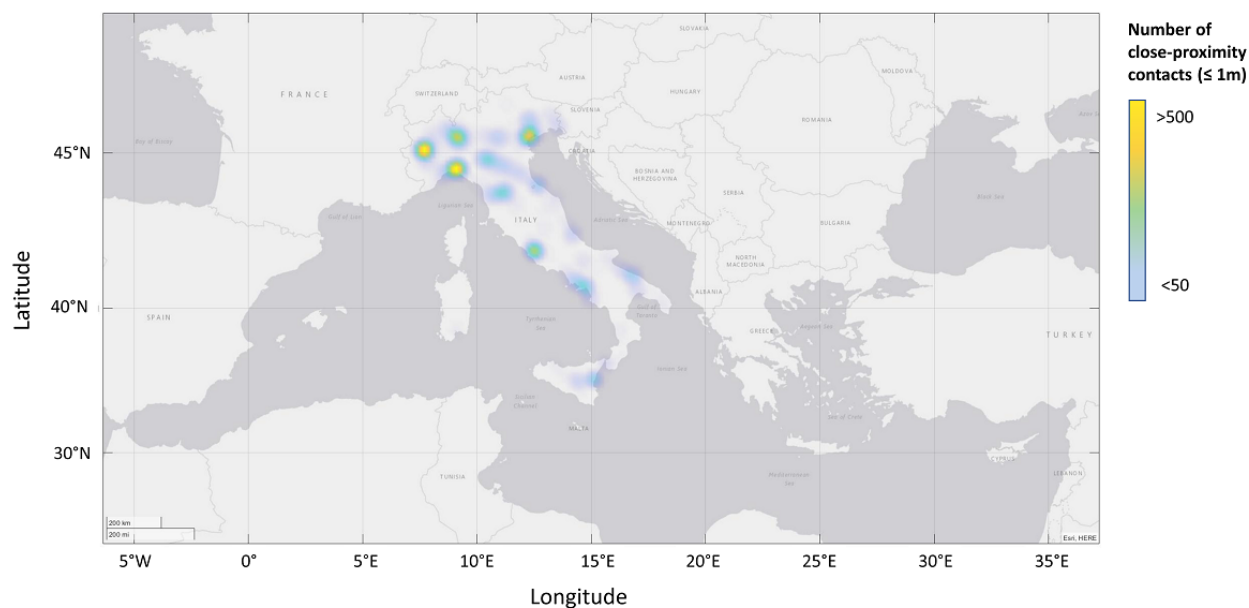 Number of
close-proximity
contacts (≤ 1m)
>500
<50
SLOVAKIA
MOLDOVA
AUSTRIA
FRANCE
SWITZERLAND
HUNGARY
SLOVENIA
ROMANIA
Bay of Biscay
CROATIA
BOSNIA AND
HERZEGOVINA
SERBIA
Black Sea
Ligurian Sea
Gulf of Lion
ITALY
Adriatic Sea
MONTENEGRO
BULGARIA
NORTH
MACEDONIA
ALBANIA
SPAIN
Tyrrhenian
Sea
Gulf of
Taranto
GREECE
Aegean Sea
TURKEY
Ionian Sea
Sicilian
Channel
MALTA
Sea of Crete
CYPRUS
TUNISIA
Mediterranean
Sea
LEBANON
200 km
200 mi
Esri, HERE
45°N
40°N
30°N
Latitude
5°W
0°
5°E
10°E
15°E
20°E
25°E
30°E
35°E
Longitude